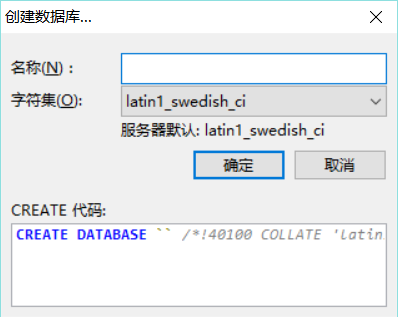 创建数据库...
名称(N) :
字符集(O):
latin1_swedish_ci
服务器默认: latin1_swedish_ci
确定
取消
CREATE 代码:
CREATE DATABASE `` /*!40100 COLLATE 'latin